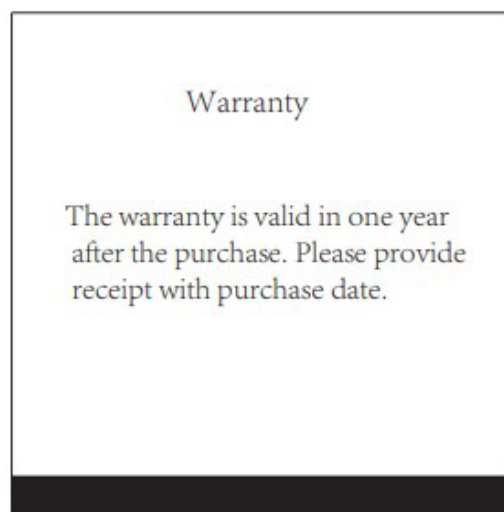 Warranty
The warranty is valid in one year
after the purchase. Please provide
receipt with purchase date.